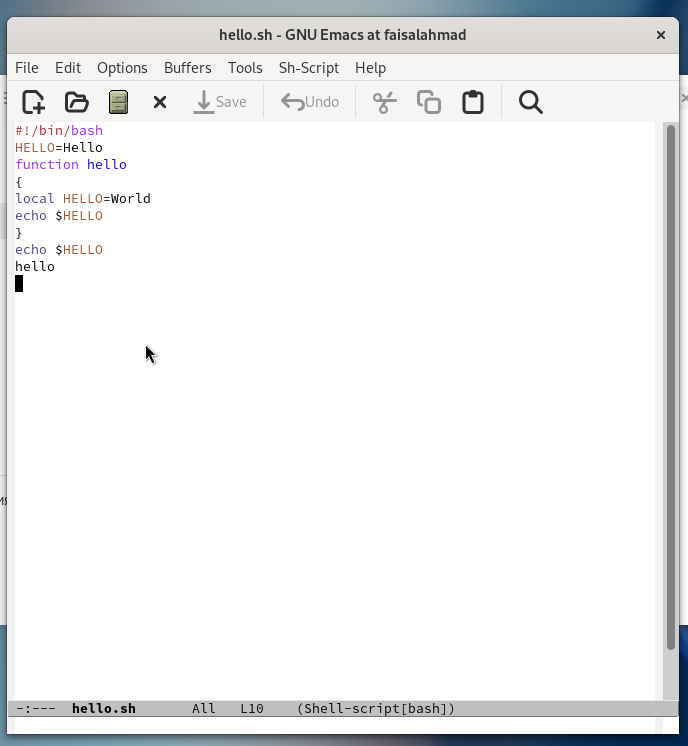 hello.sh - GNU Emacs at faisalahmad
File Edit Options Buffers Tools Sh-Script Help
Save Undo
#!/bin/bash
HELLO=Hello
function hello
{
local HELLO=World
echo $HELLO
}
echo $HELLO
hello
-:--- hello.sh All L10 (Shell-script[bash])